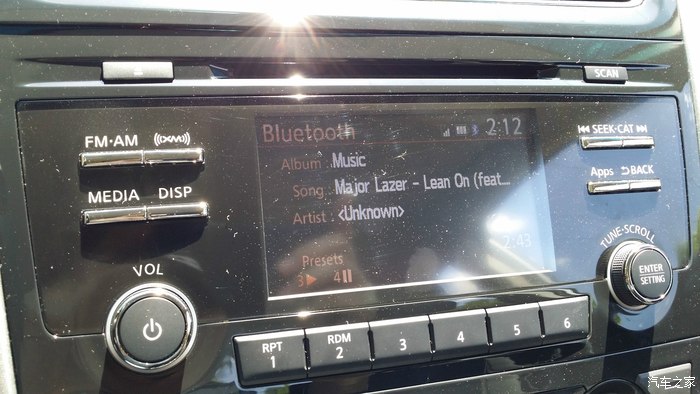 SCAN
FM·AM ((XM))
Bluetooth 2:12
⏮ SEEK·CAT ⏭
Album : Music
Song : Major Lazer - Lean On (feat...
Apps ⮌BACK
MEDIA DISP
Artist : <Unknown>
2:43
TUNE·SCROLL
Presets
3▶ 4⏸
VOL
ENTER
SETTING
RPT
1
RDM
2
3
4
5
6
汽车之家